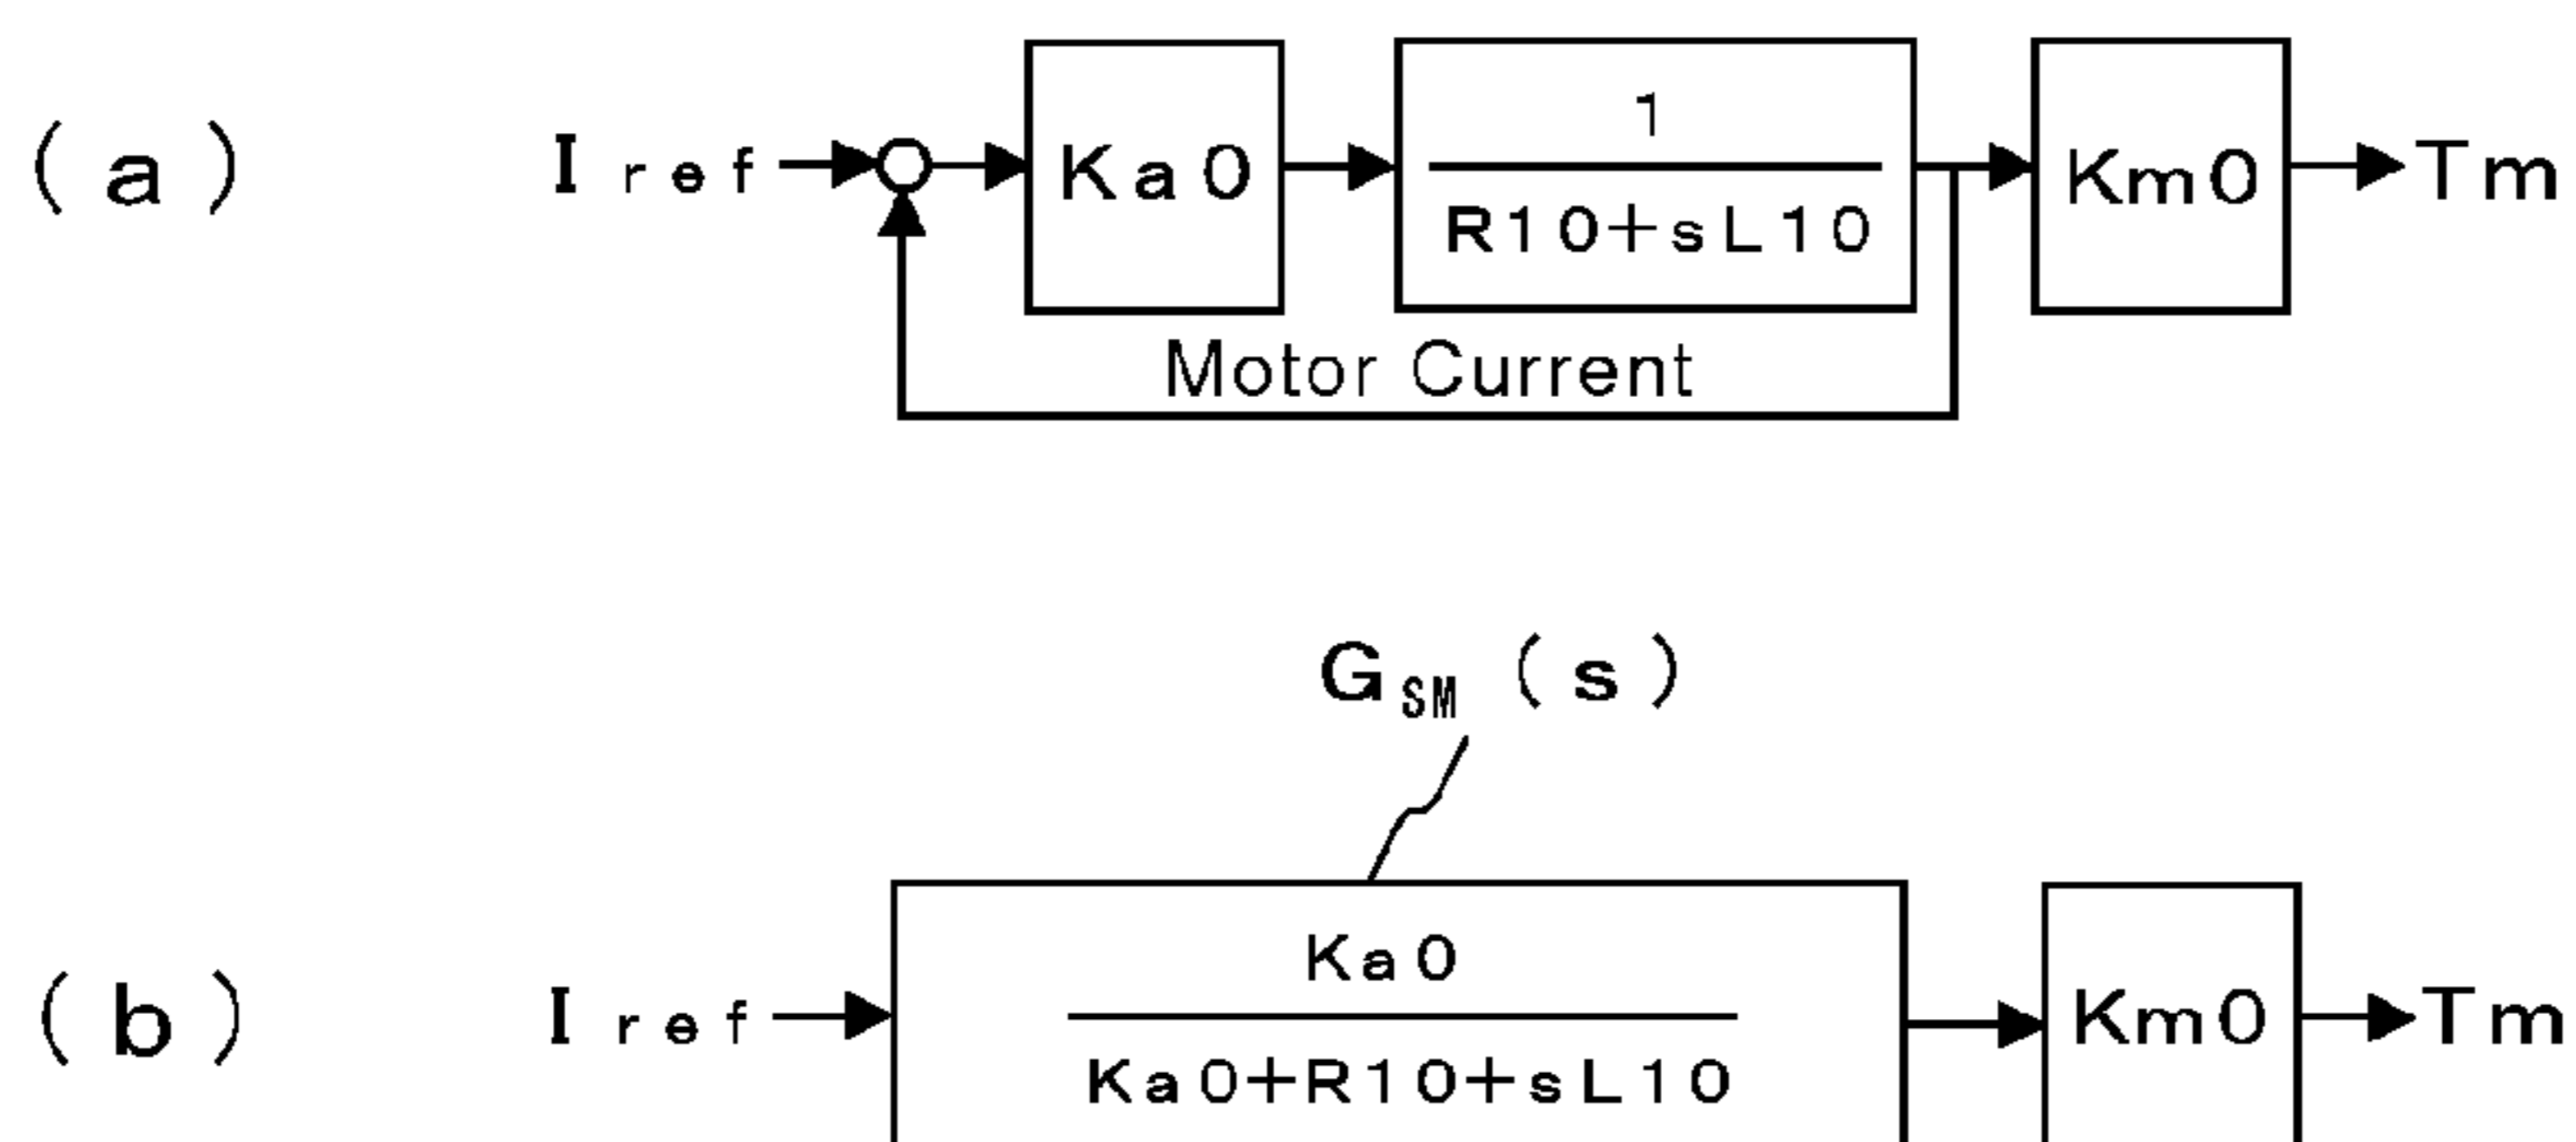 (a) Iref Ka0 1 Km0 Tm
R10+sL10
Motor Current
GSM (s)
Ka0
(b) Iref Km0 Tm
Ka0+R10+sL10